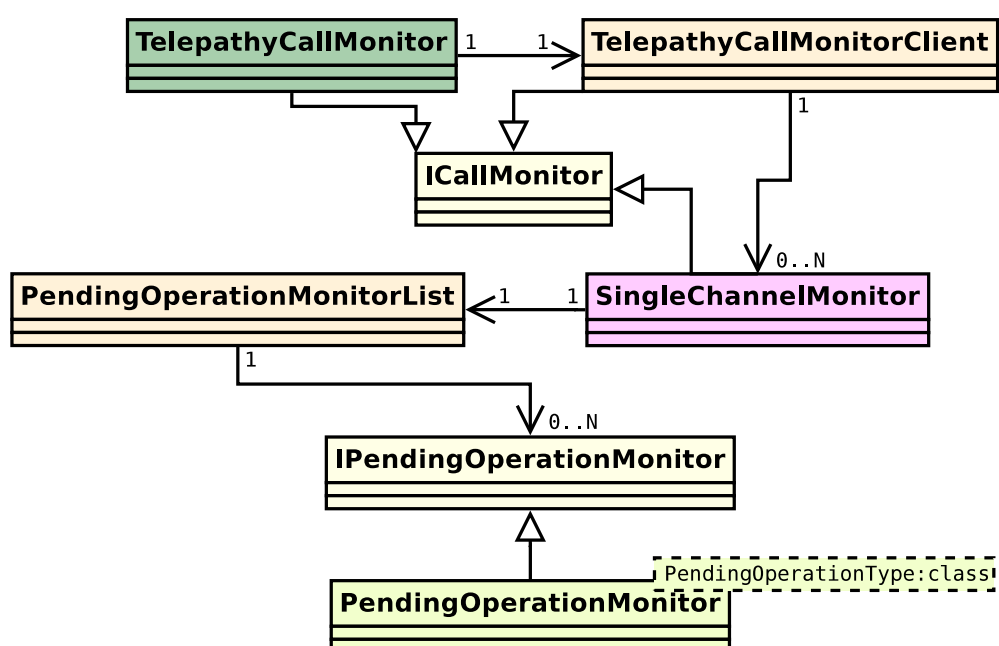 TelepathyCallMonitor
1 1
TelepathyCallMonitorClient
1
ICallMonitor
0..N
PendingOperationMonitorList
1 1
SingleChannelMonitor
1
0..N
IPendingOperationMonitor
PendingOperationType:class
PendingOperationMonitor